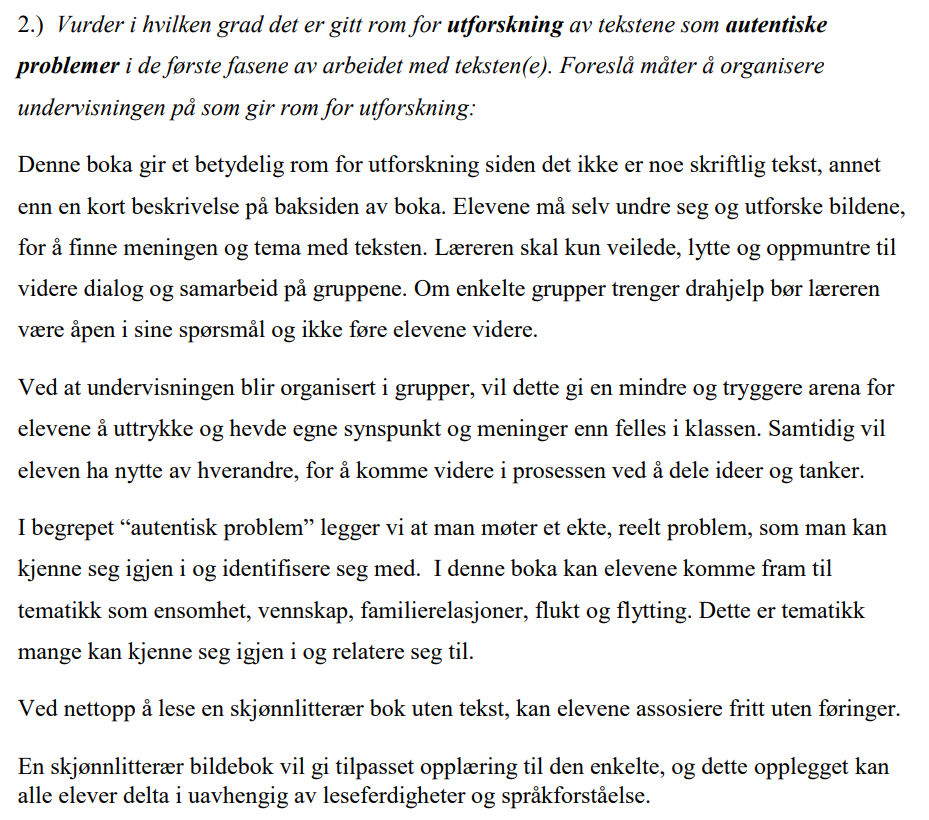 2.) Vurder i hvilken grad det er gitt rom for utforskning av tekstene som autentiske
problemer i de første fasene av arbeidet med teksten(e). Foreslå måter å organisere
undervisningen på som gir rom for utforskning:
Denne boka gir et betydelig rom for utforskning siden det ikke er noe skriftlig tekst, annet
enn en kort beskrivelse på baksiden av boka. Elevene må selv undre seg og utforske bildene,
for å finne meningen og tema med teksten. Læreren skal kun veilede, lytte og oppmuntre til
videre dialog og samarbeid på gruppene. Om enkelte grupper trenger drahjelp bør læreren
være åpen i sine spørsmål og ikke føre elevene videre.
Ved at undervisningen blir organisert i grupper, vil dette gi en mindre og tryggere arena for
elevene å uttrykke og hevde egne synspunkt og meninger enn felles i klassen. Samtidig vil
eleven ha nytte av hverandre, for å komme videre i prosessen ved å dele ideer og tanker.
I begrepet “autentisk problem” legger vi at man møter et ekte, reelt problem, som man kan
kjenne seg igjen i og identifisere seg med. I denne boka kan elevene komme fram til
tematikk som ensomhet, vennskap, familierelasjoner, flukt og flytting. Dette er tematikk
mange kan kjenne seg igjen i og relatere seg til.
Ved nettopp å lese en skjønnlitterær bok uten tekst, kan elevene assosiere fritt uten føringer.
En skjønnlitterær bildebok vil gi tilpasset opplæring til den enkelte, og dette opplegget kan
alle elever delta i uavhengig av leseferdigheter og språkforståelse.